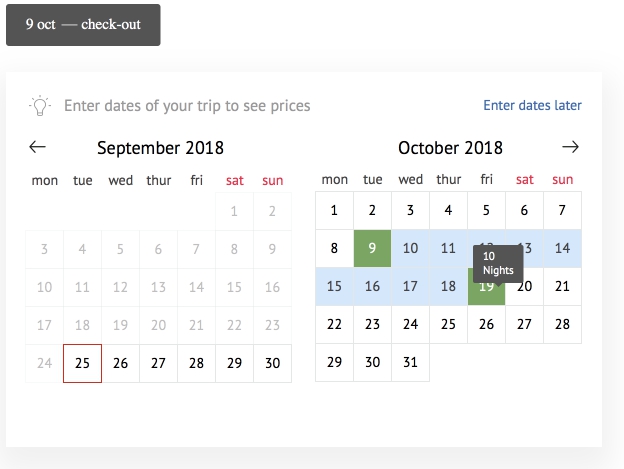 9 oct — check-out
Enter dates of your trip to see prices
Enter dates later
September 2018
mon tue wed thur fri sat sun
1 2
3 4 5 6 7 8 9
10 11 12 13 14 15 16
17 18 19 20 21 22 23
24 25 26 27 28 29 30
October 2018
mon tue wed thur fri sat sun
1 2 3 4 5 6 7
8 9 10 11 12 13 14
10
Nights
15 16 17 18 19 20 21
22 23 24 25 26 27 28
29 30 31